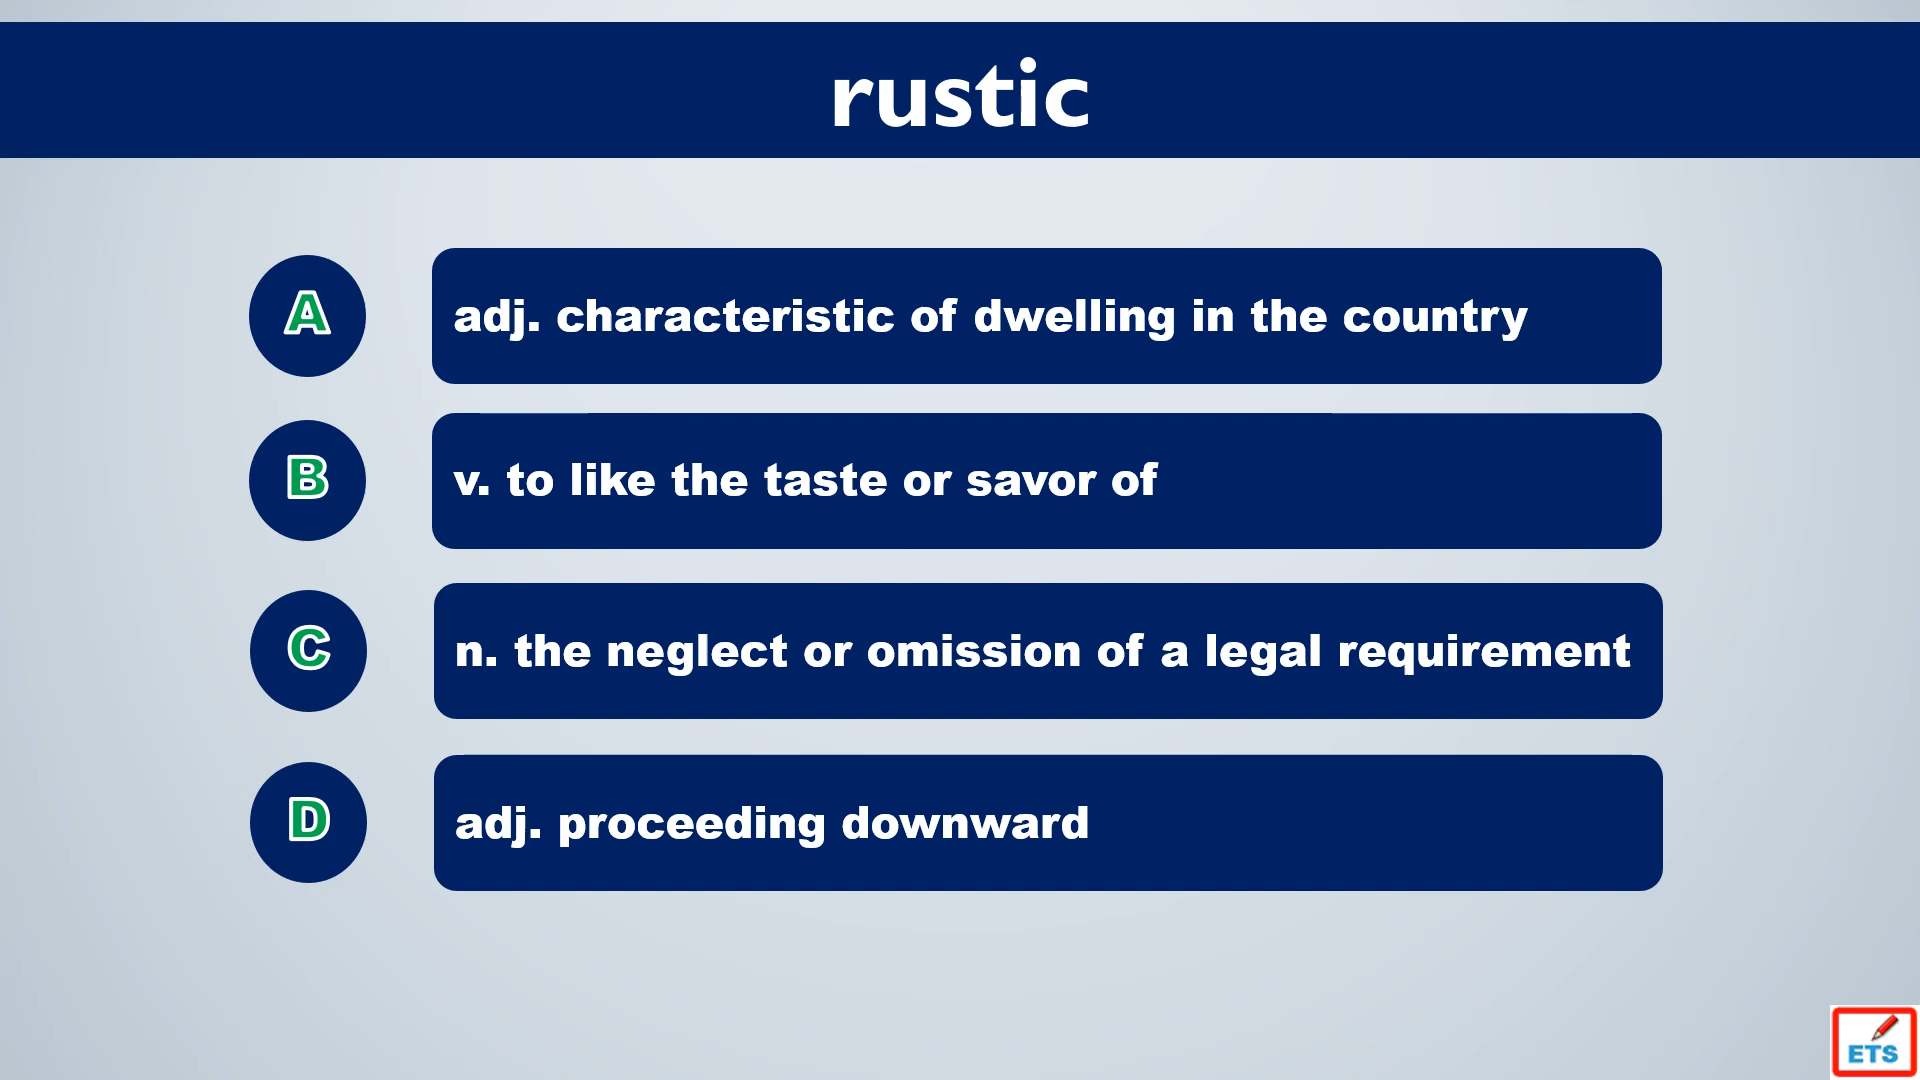 rustic
A
adj. characteristic of dwelling in the country
B
v. to like the taste or savor of
C
n. the neglect or omission of a legal requirement
D
adj. proceeding downward
ETS